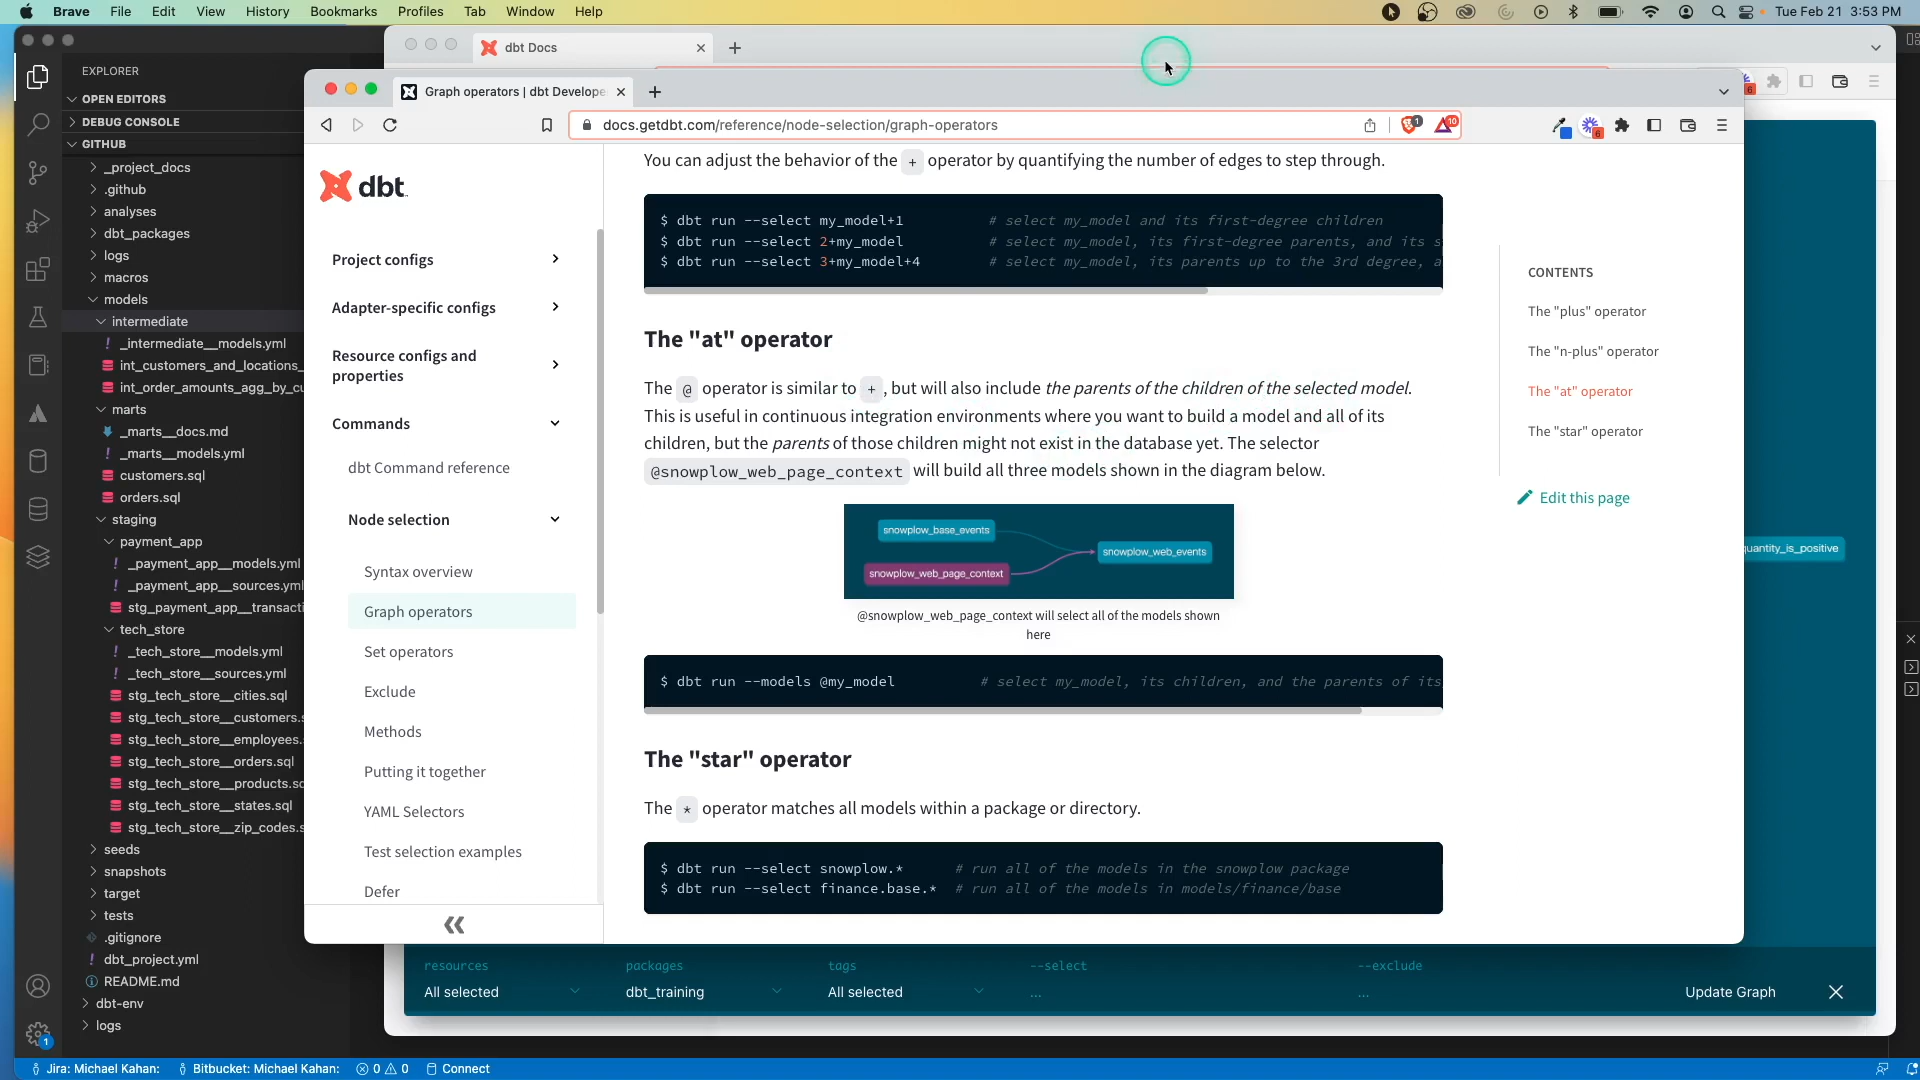 Brave File Edit View History Bookmarks Profiles Tab Window Help
Tue Feb 21 3:53 PM
dbt Docs
EXPLORER
OPEN EDITORS
DEBUG CONSOLE
GITHUB
_project_docs
.github
analyses
dbt_packages
logs
macros
models
intermediate
_intermediate__models.yml
int_customers_and_locations_
int_order_amounts_agg_by_cu
marts
_marts__docs.md
_marts__models.yml
customers.sql
orders.sql
staging
payment_app
_payment_app__models.yml
_payment_app__sources.yml
stg_payment_app__transacti
tech_store
_tech_store__models.yml
_tech_store__sources.yml
stg_tech_store__cities.sql
stg_tech_store__customers.s
stg_tech_store__employees.
stg_tech_store__orders.sql
stg_tech_store__products.sq
stg_tech_store__states.sql
stg_tech_store__zip_codes.s
seeds
snapshots
target
tests
.gitignore
dbt_project.yml
README.md
dbt-env
logs
Graph operators | dbt Develope
docs.getdbt.com/reference/node-selection/graph-operators
1
10
6
6
dbt
Project configs
Adapter-specific configs
Resource configs and
properties
Commands
dbt Command reference
Node selection
Syntax overview
Graph operators
Set operators
Exclude
Methods
Putting it together
YAML Selectors
Test selection examples
Defer
You can adjust the behavior of the + operator by quantifying the number of edges to step through.
$ dbt run --select my_model+1 # select my_model and its first-degree children
$ dbt run --select 2+my_model # select my_model, its first-degree parents, and its s
$ dbt run --select 3+my_model+4 # select my_model, its parents up to the 3rd degree, a
The "at" operator
The @ operator is similar to +, but will also include the parents of the children of the selected model.
This is useful in continuous integration environments where you want to build a model and all of its
children, but the parents of those children might not exist in the database yet. The selector
@snowplow_web_page_context will build all three models shown in the diagram below.
snowplow_base_events
snowplow_web_events
snowplow_web_page_context
@snowplow_web_page_context will select all of the models shown
here
$ dbt run --models @my_model # select my_model, its children, and the parents of its
The "star" operator
The * operator matches all models within a package or directory.
$ dbt run --select snowplow.* # run all of the models in the snowplow package
$ dbt run --select finance.base.* # run all of the models in models/finance/base
CONTENTS
The "plus" operator
The "n-plus" operator
The "at" operator
The "star" operator
Edit this page
quantity_is_positive
resources packages tags --select --exclude
All selected dbt_training All selected ... ... Update Graph
1
Jira: Michael Kahan: Bitbucket: Michael Kahan: 0 0 Connect